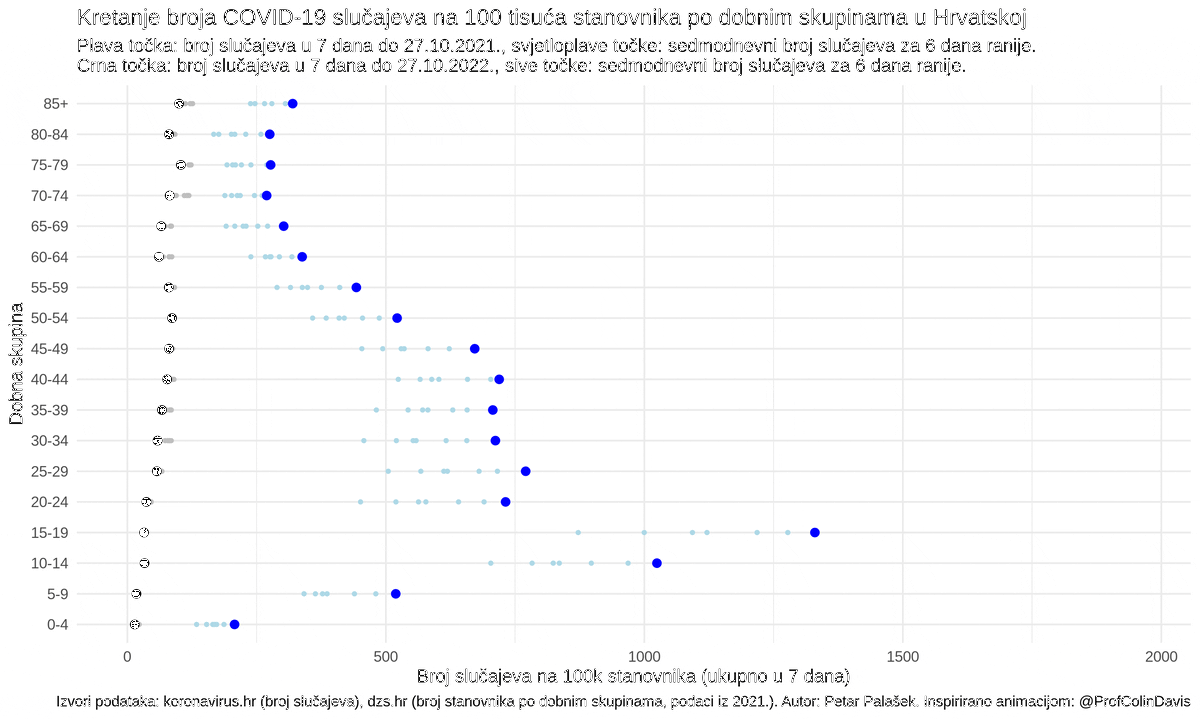 Kretanje broja COVID-19 slučajeva na 100 tisuća stanovnika po dobnim skupinama u Hrvatskoj
Plava točka: broj slučajeva u 7 dana do 27.10.2021., svjetloplave točke: sedmodnevni broj slučajeva za 6 dana ranije.
Crna točka: broj slučajeva u 7 dana do 27.10.2022., sive točke: sedmodnevni broj slučajeva za 6 dana ranije.
Dobna skupina
85+
80-84
75-79
70-74
65-69
60-64
55-59
50-54
45-49
40-44
35-39
30-34
25-29
20-24
15-19
10-14
5-9
0-4
0 500 1000 1500 2000
Broj slučajeva na 100k stanovnika (ukupno u 7 dana)
Izvori podataka: koronavirus.hr (broj slučajeva), dzs.hr (broj stanovnika po dobnim skupinama, podaci iz 2021.). Autor: Petar Palašek. Inspirirano animacijom: @ProfColinDavis